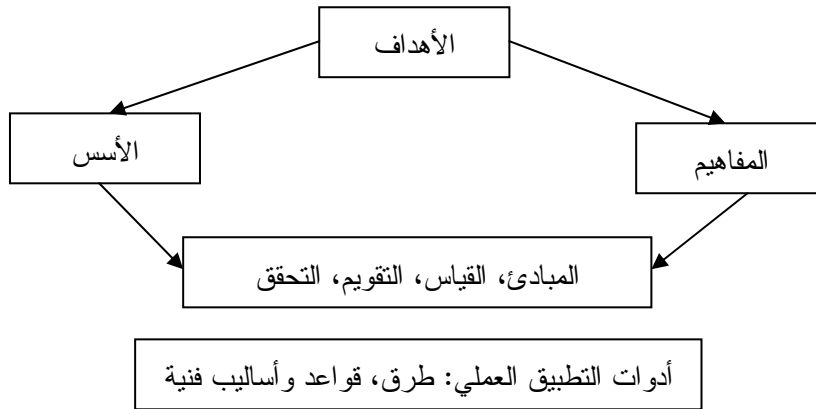 الأهداف
المفاهيم
الأسس
المبادئ، القياس، التقويم، التحقق
أدوات التطبيق العملي: طرق، قواعد وأساليب فنية